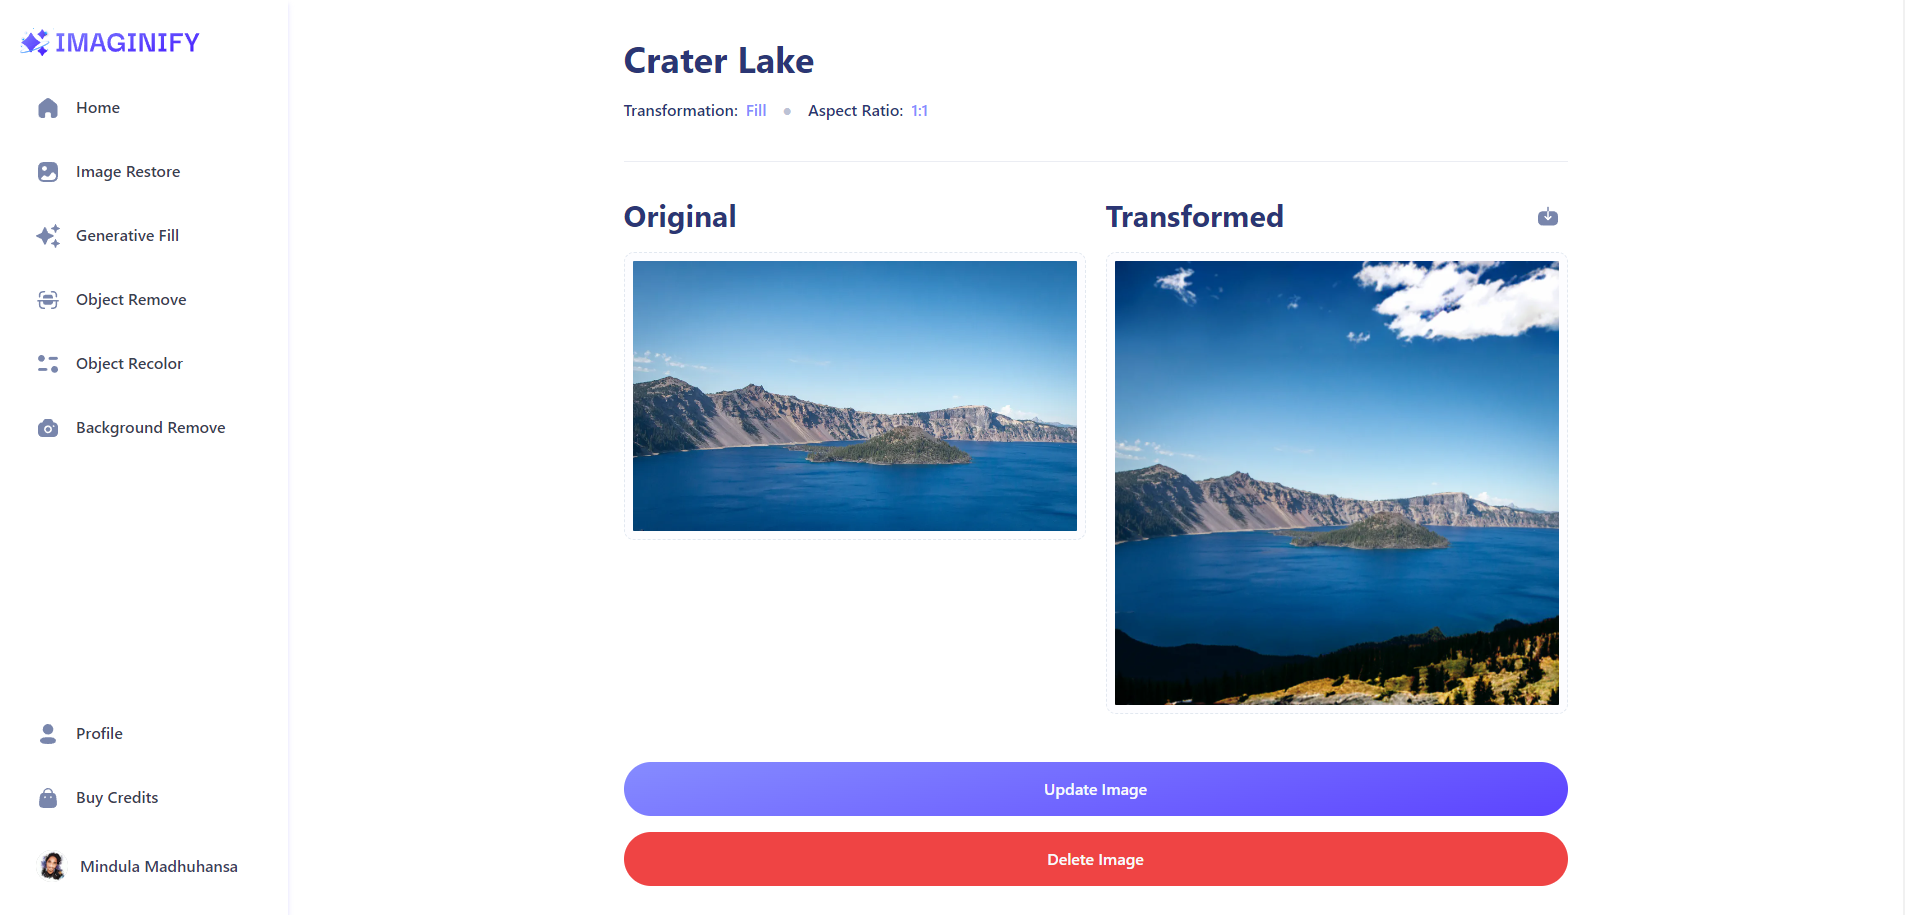 IMAGINIFY
Home
Image Restore
Generative Fill
Object Remove
Object Recolor
Background Remove
Profile
Buy Credits
Mindula Madhuhansa
Crater Lake
Transformation: Fill • Aspect Ratio: 1:1
Original
Transformed
Update Image
Delete Image